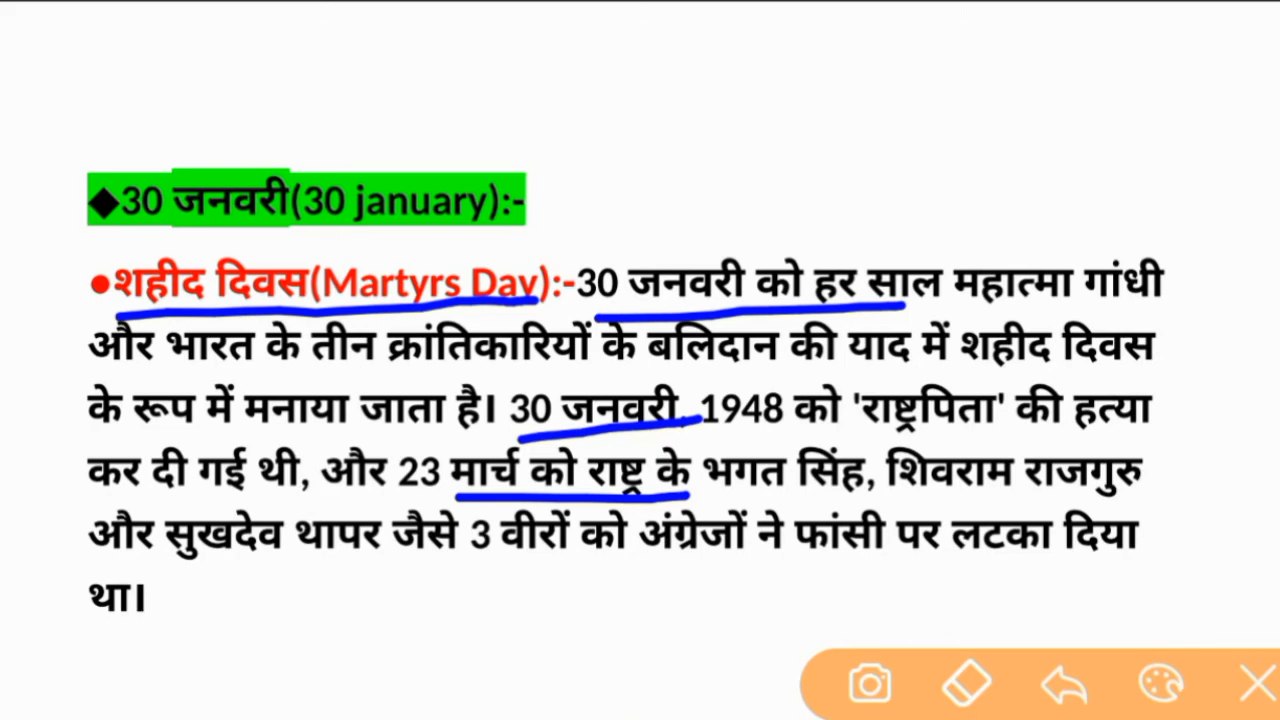 ◆30 जनवरी(30 january):-
●शहीद दिवस(Martyrs Day):-30 जनवरी को हर साल महात्मा गांधी
और भारत के तीन क्रांतिकारियों के बलिदान की याद में शहीद दिवस
के रूप में मनाया जाता है। 30 जनवरी, 1948 को 'राष्ट्रपिता' की हत्या
कर दी गई थी, और 23 मार्च को राष्ट्र के भगत सिंह, शिवराम राजगुरु
और सुखदेव थापर जैसे 3 वीरों को अंग्रेजों ने फांसी पर लटका दिया
था।